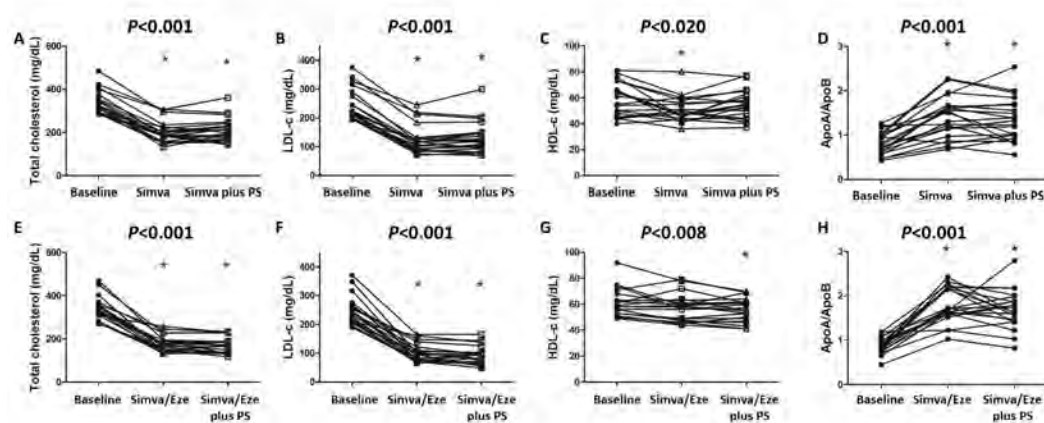 A
P<0.001
Total cholesterol (mg/dL)
600
400
200
0
Baseline Simva Simva plus PS
*
*
B
P<0.001
LDL-c (mg/dL)
400
300
200
100
0
Baseline Simva Simva plus PS
*
*
C
P<0.020
HDL-c (mg/dL)
100
80
60
40
20
0
Baseline Simva Simva plus PS
*
D
P<0.001
ApoA/ApoB
3
2
1
0
Baseline Simva Simva plus PS
*
*
E
P<0.001
Total cholesterol (mg/dL)
600
400
200
0
Baseline Simva/Eze Simva/Eze
plus PS
*
*
F
P<0.001
LDL-c (mg/dL)
400
300
200
100
0
Baseline Simva/Eze Simva/Eze
plus PS
*
*
G
P<0.008
HDL-c (mg/dL)
100
80
60
40
20
0
Baseline Simva/Eze Simva/Eze
plus PS
*
H
P<0.001
ApoA/ApoB
3
2
1
0
Baseline Simva/Eze Simva/Eze
plus PS
*
*